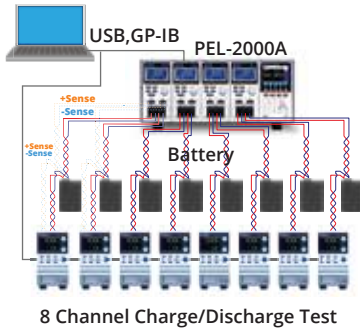 USB,GP-IB
PEL-2000A
+Sense
-Sense
+Sense
-Sense
Battery
8 Channel Charge/Discharge Test